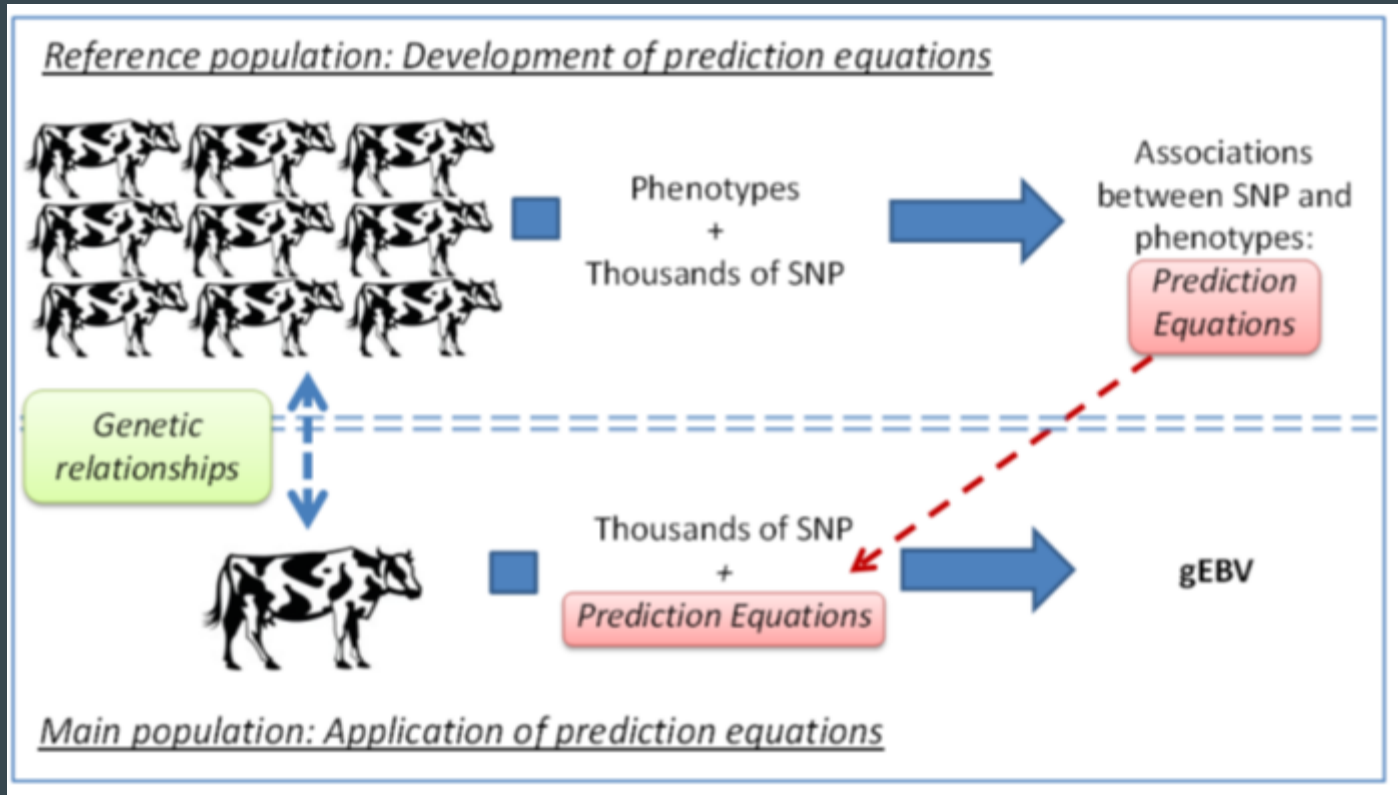 Reference population: Development of prediction equations
Phenotypes
+
Thousands of SNP
Associations
between SNP and
phenotypes:
Prediction
Equations
Genetic
relationships
Thousands of SNP
+
Prediction Equations
gEBV
Main population: Application of prediction equations